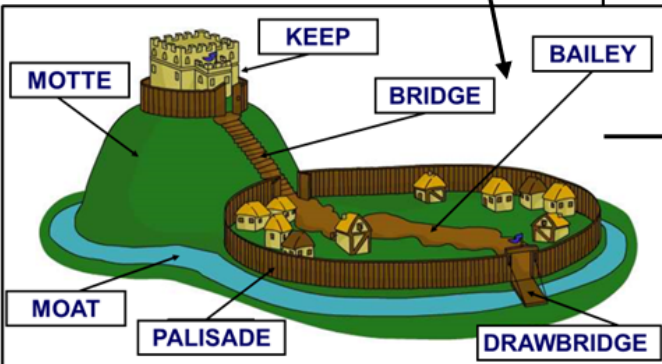 KEEP
BAILEY
MOTTE
BRIDGE
MOAT
PALISADE
DRAWBRIDGE